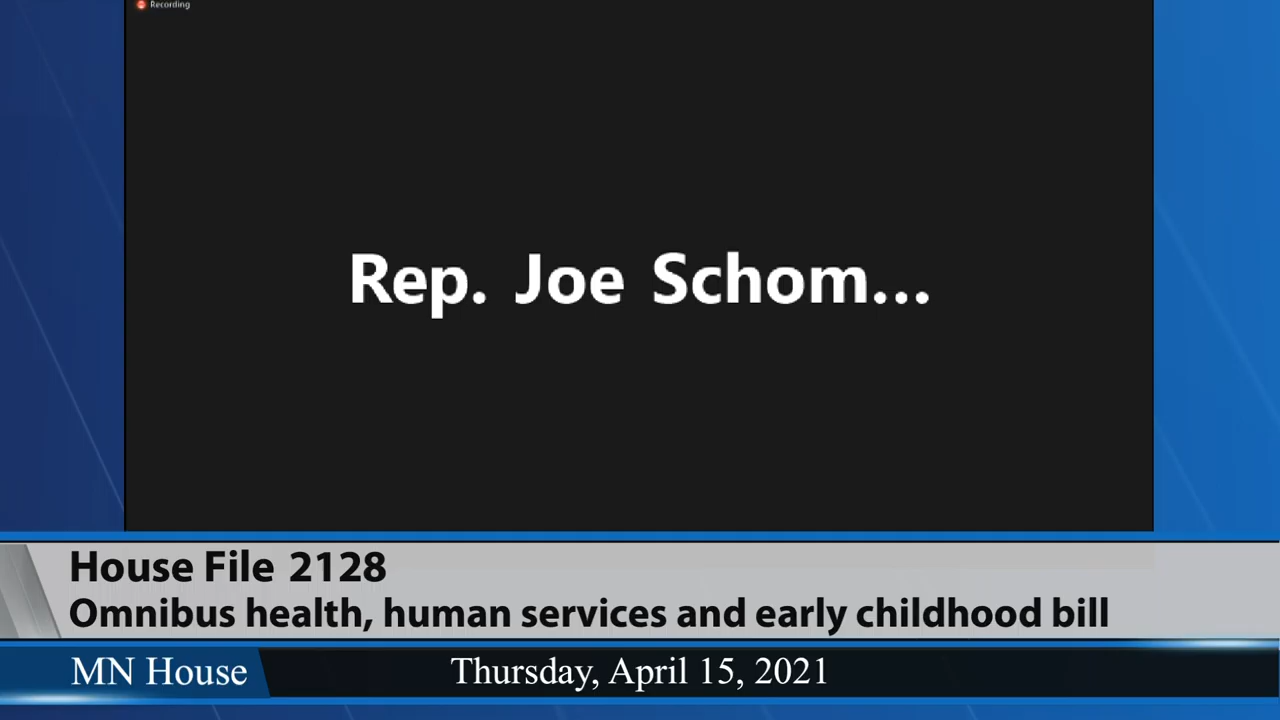 Recording
Rep. Joe Schom...
House File 2128
Omnibus health, human services and early childhood bill
MN House
Thursday, April 15, 2021